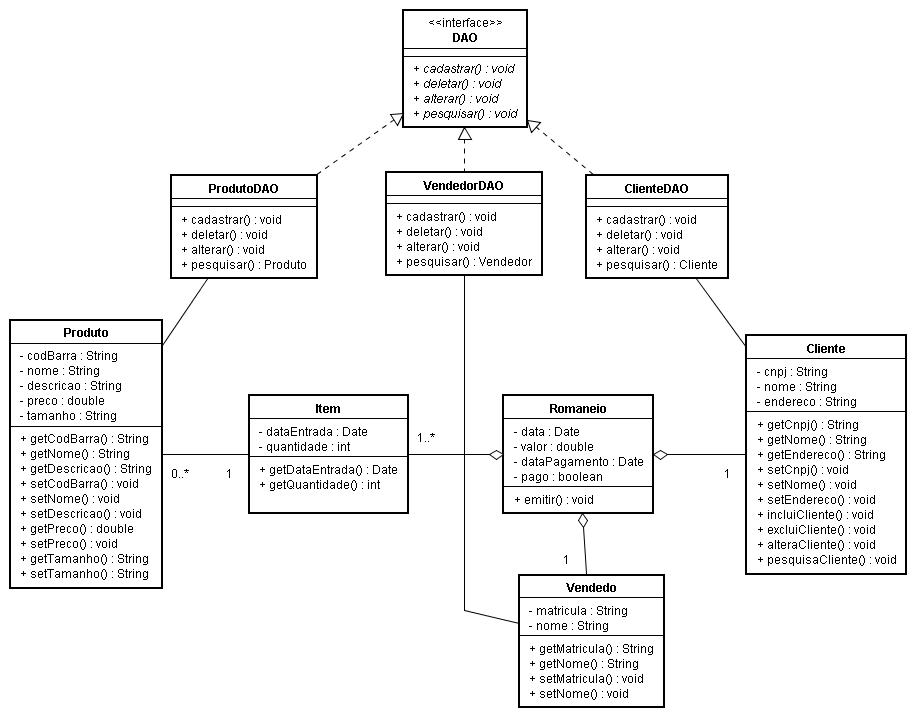 <<interface>>
DAO
+ cadastrar() : void
+ deletar() : void
+ alterar() : void
+ pesquisar() : void
ProdutoDAO
+ cadastrar() : void
+ deletar() : void
+ alterar() : void
+ pesquisar() : Produto
VendedorDAO
+ cadastrar() : void
+ deletar() : void
+ alterar() : void
+ pesquisar() : Vendedor
ClienteDAO
+ cadastrar() : void
+ deletar() : void
+ alterar() : void
+ pesquisar() : Cliente
Produto
- codBarra : String
- nome : String
- descricao : String
- preco : double
- tamanho : String
+ getCodBarra() : String
+ getNome() : String
+ getDescricao() : String
+ setCodBarra() : void
+ setNome() : void
+ setDescricao() : void
+ getPreco() : double
+ setPreco() : void
+ getTamanho() : String
+ setTamanho() : String
0..*
1
Item
- dataEntrada : Date
- quantidade : int
+ getDataEntrada() : Date
+ getQuantidade() : int
1..*
Romaneio
- data : Date
- valor : double
- dataPagamento : Date
- pago : boolean
+ emitir() : void
1
Cliente
- cnpj : String
- nome : String
- endereco : String
+ getCnpj() : String
+ getNome() : String
+ getEndereco() : String
+ setCnpj() : void
+ setNome() : void
+ setEndereco() : void
+ incluiCliente() : void
+ excluiCliente() : void
+ alteraCliente() : void
+ pesquisaCliente() : void
1
Vendedo
- matricula : String
- nome : String
+ getMatricula() : String
+ getNome() : String
+ setMatricula() : void
+ setNome() : void